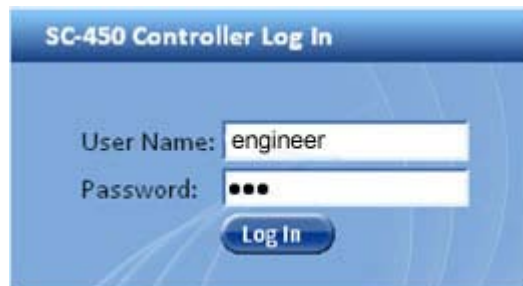 SC-450 Controller Log In
User Name: engineer
Password: •••
Log In